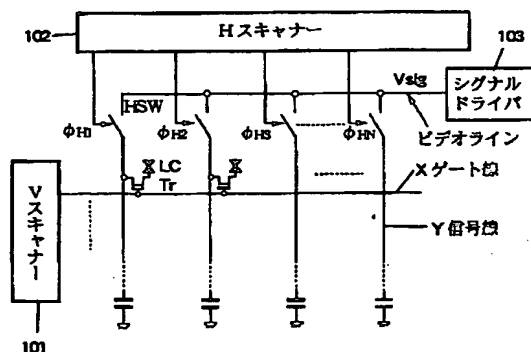 102
Hスキャナー
103
シグナル
ドライバ
Vsig
HSW
ビデオライン
φH1
φH2
φHS
φHN
LC
Tr
Xゲート線
Vスキャナー
Y信号線
101